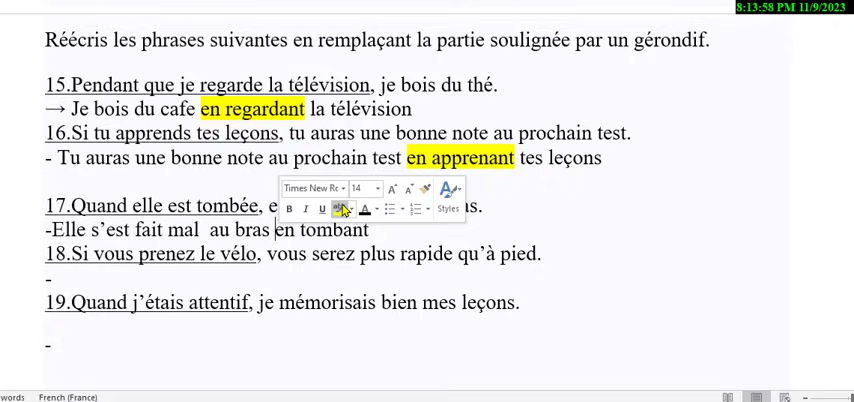 8:13:58 PM 11/9/2023
Réécris les phrases suivantes en remplaçant la partie soulignée par un gérondif.
15.Pendant que je regarde la télévision, je bois du thé.
→ Je bois du cafe en regardant la télévision
16.Si tu apprends tes leçons, tu auras une bonne note au prochain test.
- Tu auras une bonne note au prochain test en apprenant tes leçons
Times New Rc 14 A A A
17.Quand elle est tombée, e s.
B I U A Styles
-Elle s’est fait mal au bras en tombant
18.Si vous prenez le vélo, vous serez plus rapide qu’à pied.
-
19.Quand j’étais attentif, je mémorisais bien mes leçons.
-
words French (France)